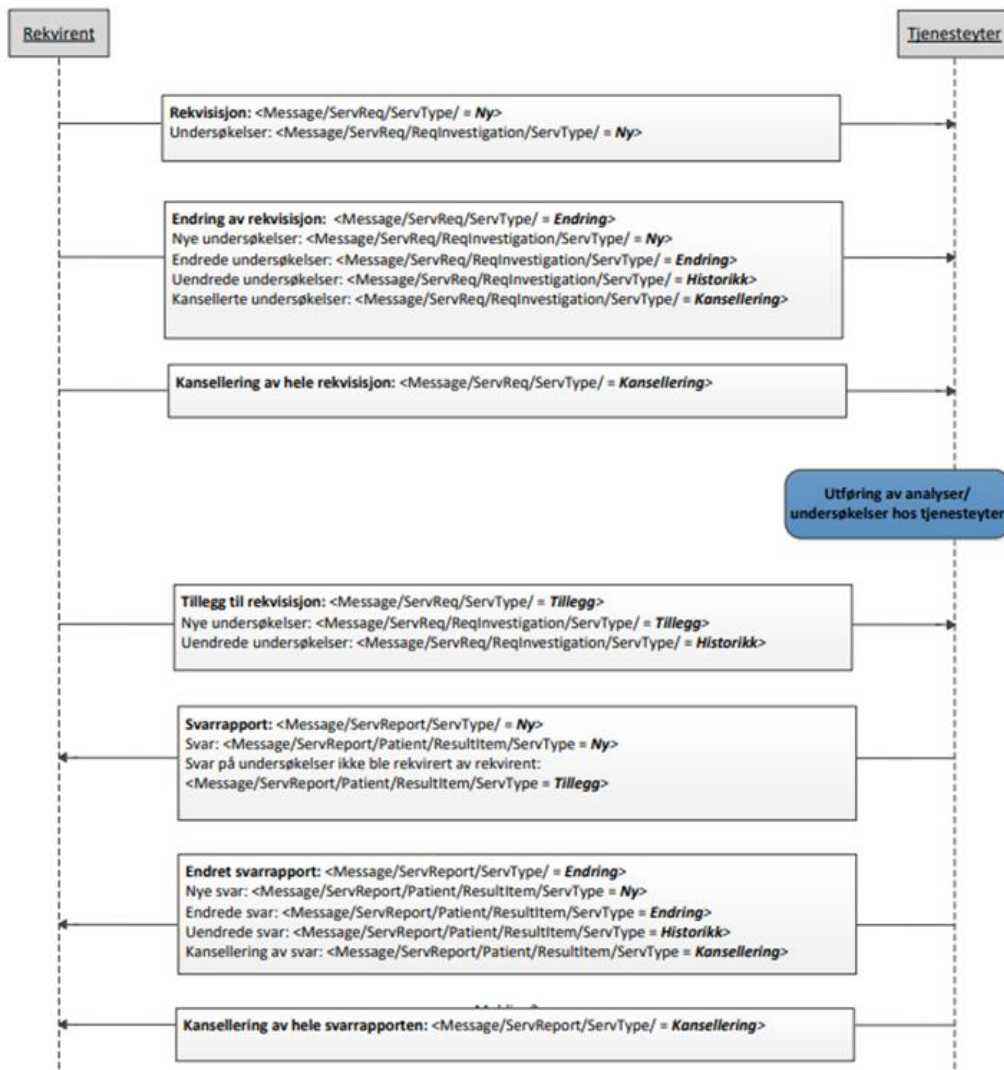 Rekvirent
Tjenesteyter
Rekvisisjon: <Message/ServReq/ServType/ = Ny>
Undersøkelser: <Message/ServReq/ReqInvestigation/ServType/ = Ny>
Endring av rekvisisjon: <Message/ServReq/ServType/ = Endring>
Nye undersøkelser: <Message/ServReq/ReqInvestigation/ServType/ = Ny>
Endrede undersøkelser: <Message/ServReq/ReqInvestigation/ServType/ = Endring>
Uendrede undersøkelser: <Message/ServReq/ReqInvestigation/ServType/ = Historikk>
Kansellerte undersøkelser: <Message/ServReq/ReqInvestigation/ServType/ = Kansellering>
Kansellering av hele rekvisisjon: <Message/ServReq/ServType/ = Kansellering>
Utføring av analyser/
undersøkelser hos tjenesteyter
Tillegg til rekvisisjon: <Message/ServReq/ServType/ = Tillegg>
Nye undersøkelser: <Message/ServReq/ReqInvestigation/ServType/ = Tillegg>
Uendrede undersøkelser: <Message/ServReq/ReqInvestigation/ServType/ = Historikk>
Svarrapport: <Message/ServReport/ServType/ = Ny>
Svar: <Message/ServReport/Patient/ResultItem/ServType = Ny>
Svar på undersøkelser ikke ble rekvirert av rekvirent:
<Message/ServReport/Patient/ResultItem/ServType = Tillegg>
Endret svarrapport: <Message/ServReport/ServType/ = Endring>
Nye svar: <Message/ServReport/Patient/ResultItem/ServType = Ny>
Endrede svar: <Message/ServReport/Patient/ResultItem/ServType = Endring>
Uendrede svar: <Message/ServReport/Patient/ResultItem/ServType = Historikk>
Kansellering av svar: <Message/ServReport/Patient/ResultItem/ServType = Kansellering>
Kansellering av hele svarrapporten: <Message/ServReport/ServType/ = Kansellering>